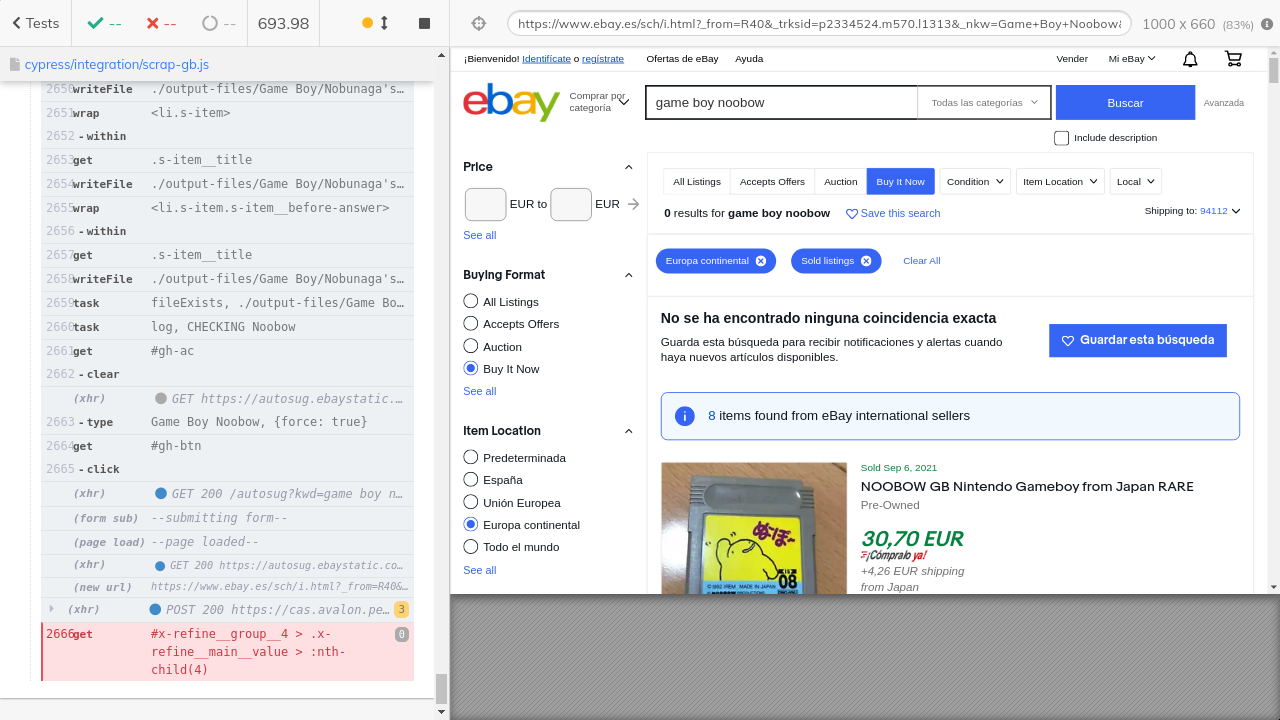 Tests
--
--
--
693.98
https://www.ebay.es/sch/i.html?_from=R40&_trksid=p2334524.m570.l1313&_nkw=Game+Boy+Noobow&
1000 x 660 (83%)
cypress/integration/scrap-gb.js
2650 writeFile ./output-files/Game Boy/Nobunaga's…
2651 wrap <li.s-item>
2652 - within
2653 get .s-item__title
2654 writeFile ./output-files/Game Boy/Nobunaga's…
2655 wrap <li.s-item.s-item__before-answer>
2656 - within
2657 get .s-item__title
2658 writeFile ./output-files/Game Boy/Nobunaga's…
2659 task fileExists, ./output-files/Game Bo…
2660 task log, CHECKING Noobow
2661 get #gh-ac
2662 - clear
(xhr) GET https://autosug.ebaystatic.…
2663 - type Game Boy Noobow, {force: true}
2664 get #gh-btn
2665 - click
(xhr) GET 200 /autosug?kwd=game boy n…
(form sub) --submitting form--
(page load) --page loaded--
(xhr) GET 200 https://autosug.ebaystatic.co…
(new url) https://www.ebay.es/sch/i.html?_from=R40&…
(xhr) POST 200 https://cas.avalon.pe… 3
2666 get #x-refine__group__4 > .x-
refine__main__value > :nth-
child(4)
0
¡Bienvenido! Identifícate o regístrate
Ofertas de eBay
Ayuda
Vender
Mi eBay
ebay
Comprar por
categoría
game boy noobow
Todas las categorías
Buscar
Avanzada
Include description
Price
EUR to
EUR
See all
Buying Format
All Listings
Accepts Offers
Auction
Buy It Now
See all
Item Location
Predeterminada
España
Unión Europea
Europa continental
Todo el mundo
See all
All Listings
Accepts Offers
Auction
Buy It Now
Condition
Item Location
Local
0 results for game boy noobow
Save this search
Shipping to: 94112
Europa continental
Sold listings
Clear All
No se ha encontrado ninguna coincidencia exacta
Guarda esta búsqueda para recibir notificaciones y alertas cuando
haya nuevos artículos disponibles.
Guardar esta búsqueda
8 items found from eBay international sellers
ぬ〜ぼ〜
08
Sold Sep 6, 2021
NOOBOW GB Nintendo Gameboy from Japan RARE
Pre-Owned
30,70 EUR
¡Cómpralo ya!
+4,26 EUR shipping
from Japan